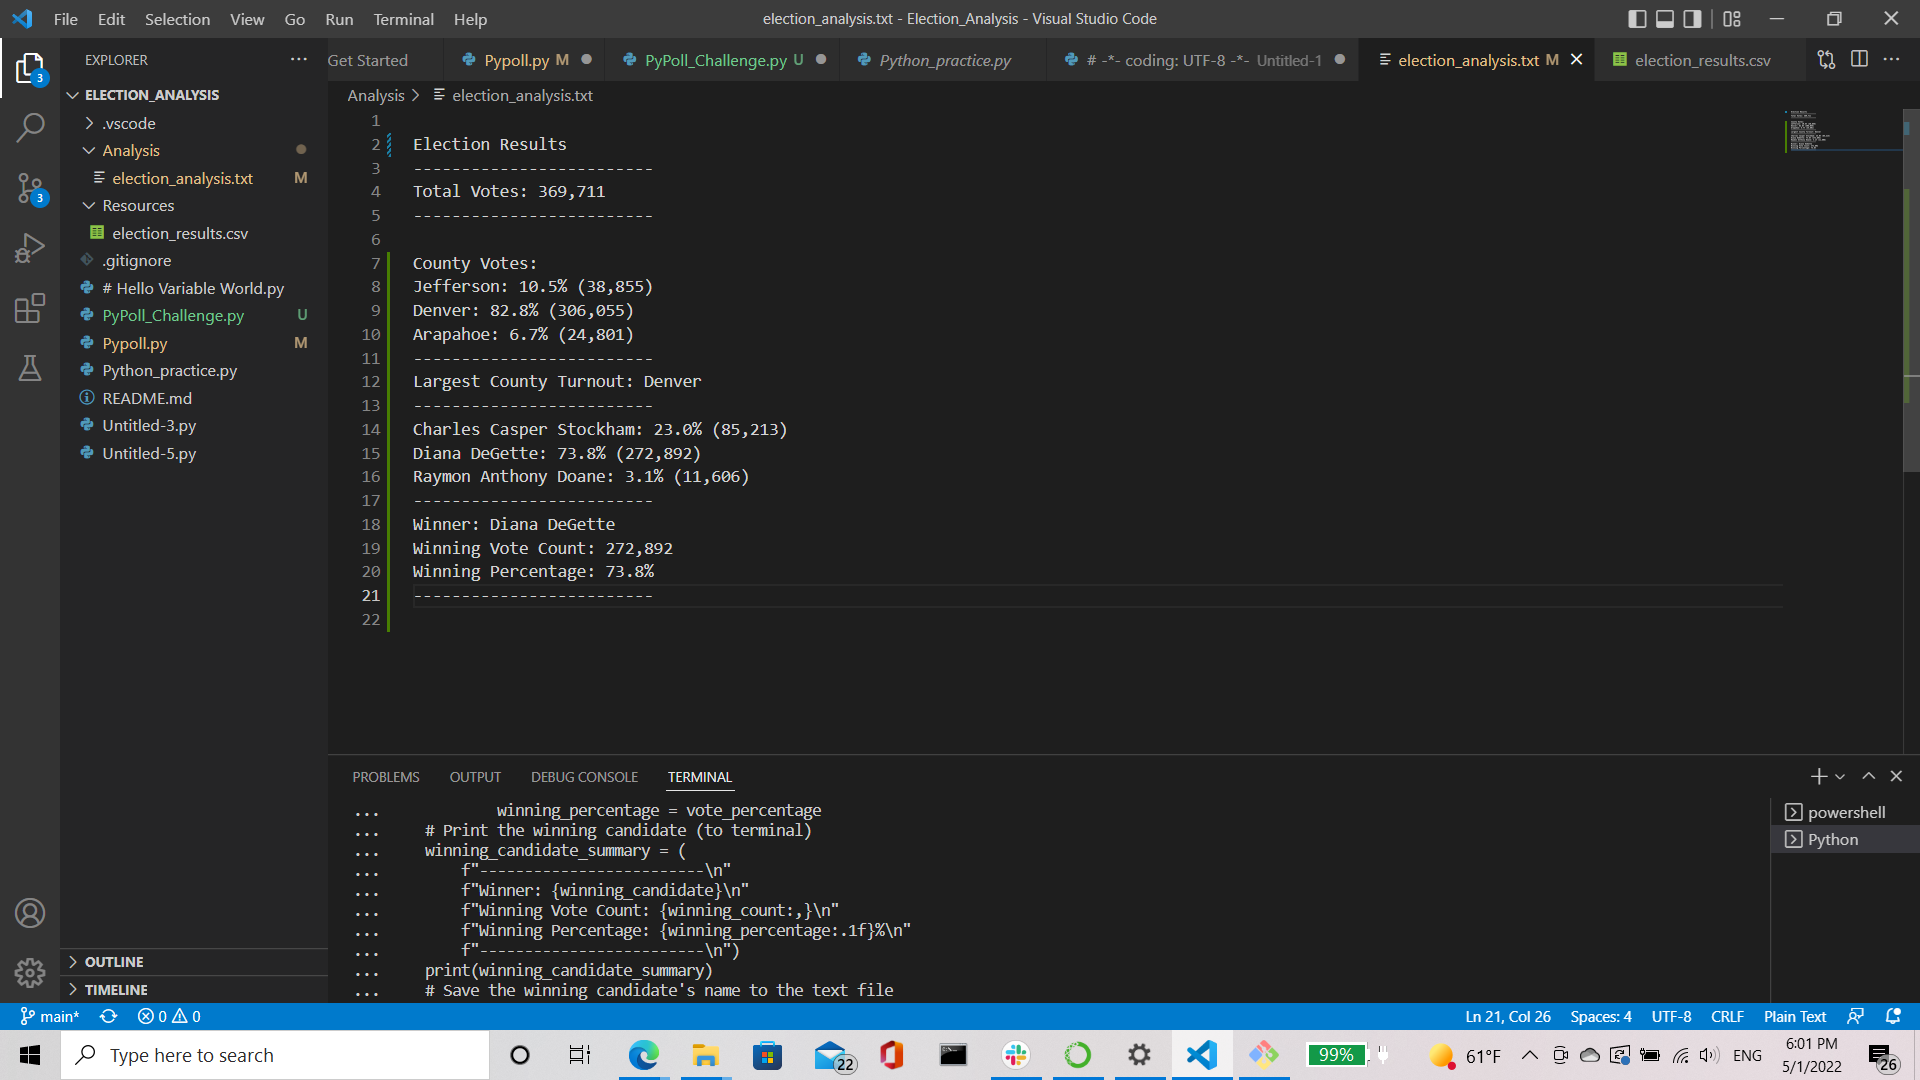 File Edit Selection View Go Run Terminal Help
election_analysis.txt - Election_Analysis - Visual Studio Code
EXPLORER
Get Started
Pypoll.py M
PyPoll_Challenge.py U
Python_practice.py
# -*- coding: UTF-8 -*- Untitled-1
election_analysis.txt M
election_results.csv
3
3
ELECTION_ANALYSIS
.vscode
Analysis
election_analysis.txt M
Resources
election_results.csv
.gitignore
# Hello Variable World.py
PyPoll_Challenge.py U
Pypoll.py M
Python_practice.py
README.md
Untitled-3.py
Untitled-5.py
OUTLINE
TIMELINE
Analysis > election_analysis.txt
1
2 Election Results
3 -------------------------
4 Total Votes: 369,711
5 -------------------------
6
7 County Votes:
8 Jefferson: 10.5% (38,855)
9 Denver: 82.8% (306,055)
10 Arapahoe: 6.7% (24,801)
11 -------------------------
12 Largest County Turnout: Denver
13 -------------------------
14 Charles Casper Stockham: 23.0% (85,213)
15 Diana DeGette: 73.8% (272,892)
16 Raymon Anthony Doane: 3.1% (11,606)
17 -------------------------
18 Winner: Diana DeGette
19 Winning Vote Count: 272,892
20 Winning Percentage: 73.8%
21 -------------------------
22
PROBLEMS OUTPUT DEBUG CONSOLE TERMINAL
... winning_percentage = vote_percentage
... # Print the winning candidate (to terminal)
... winning_candidate_summary = (
... f"-------------------------\n"
... f"Winner: {winning_candidate}\n"
... f"Winning Vote Count: {winning_count:,}\n"
... f"Winning Percentage: {winning_percentage:.1f}%\n"
... f"-------------------------\n")
... print(winning_candidate_summary)
... # Save the winning candidate's name to the text file
powershell
Python
main* 0 0
Ln 21, Col 26 Spaces: 4 UTF-8 CRLF Plain Text
Type here to search
22
99%
61°F
ENG
6:01 PM
5/1/2022
26